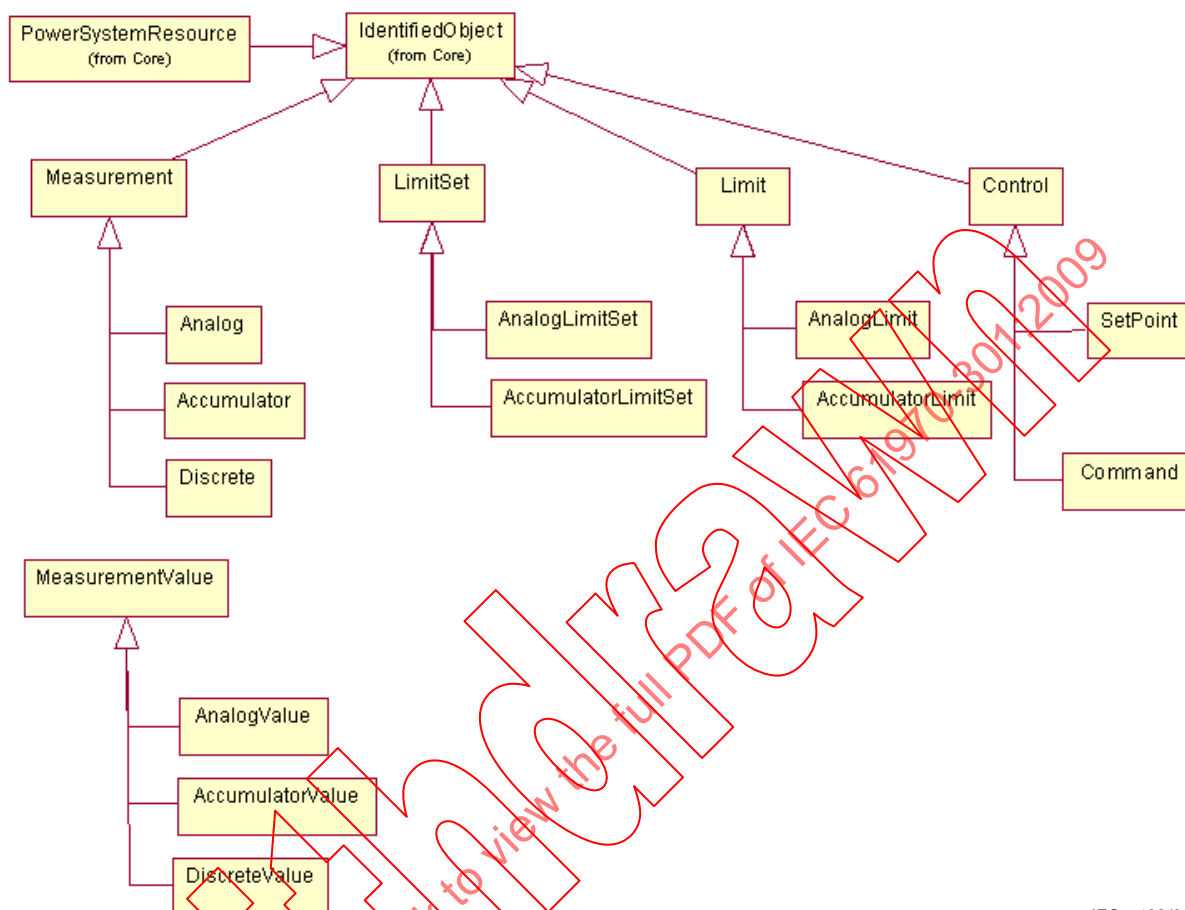 PowerSystemResource
(from Core)
IdentifiedObject
(from Core)
Measurement
LimitSet
Limit
Control
Analog
AnalogLimitSet
AnalogLimit
SetPoint
Accumulator
AccumulatorLimitSet
AccumulatorLimit
Discrete
Command
MeasurementValue
AnalogValue
AccumulatorValue
DiscreteValue
to view the full PDF of IEC 61970-301:2009